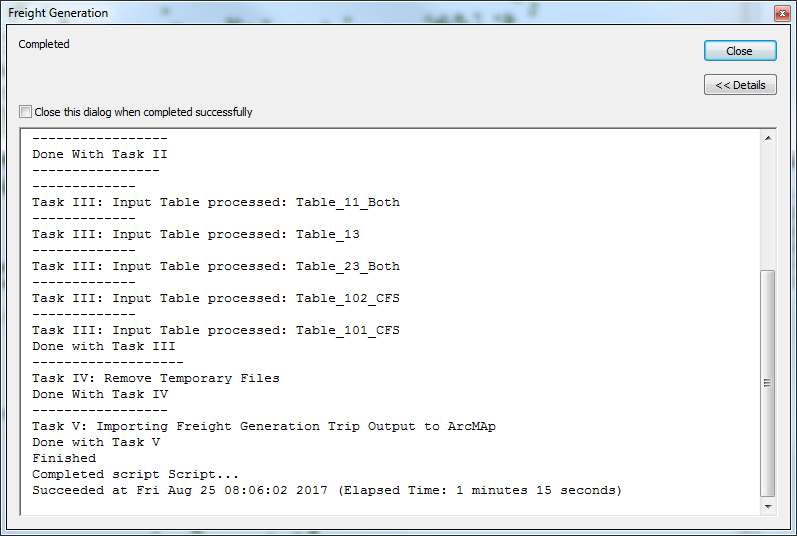 Freight Generation
Completed
Close
<< Details
Close this dialog when completed successfully
-----------------
Done With Task II
----------------
-------------
Task III: Input Table processed: Table_11_Both
-------------
Task III: Input Table processed: Table_13
-------------
Task III: Input Table processed: Table_23_Both
-------------
Task III: Input Table processed: Table_102_CFS
-------------
Task III: Input Table processed: Table_101_CFS
Done with Task III
-------------------
Task IV: Remove Temporary Files
Done With Task IV
-----------------
Task V: Importing Freight Generation Trip Output to ArcMAp
Done with Task V
Finished
Completed script Script...
Succeeded at Fri Aug 25 08:06:02 2017 (Elapsed Time: 1 minutes 15 seconds)